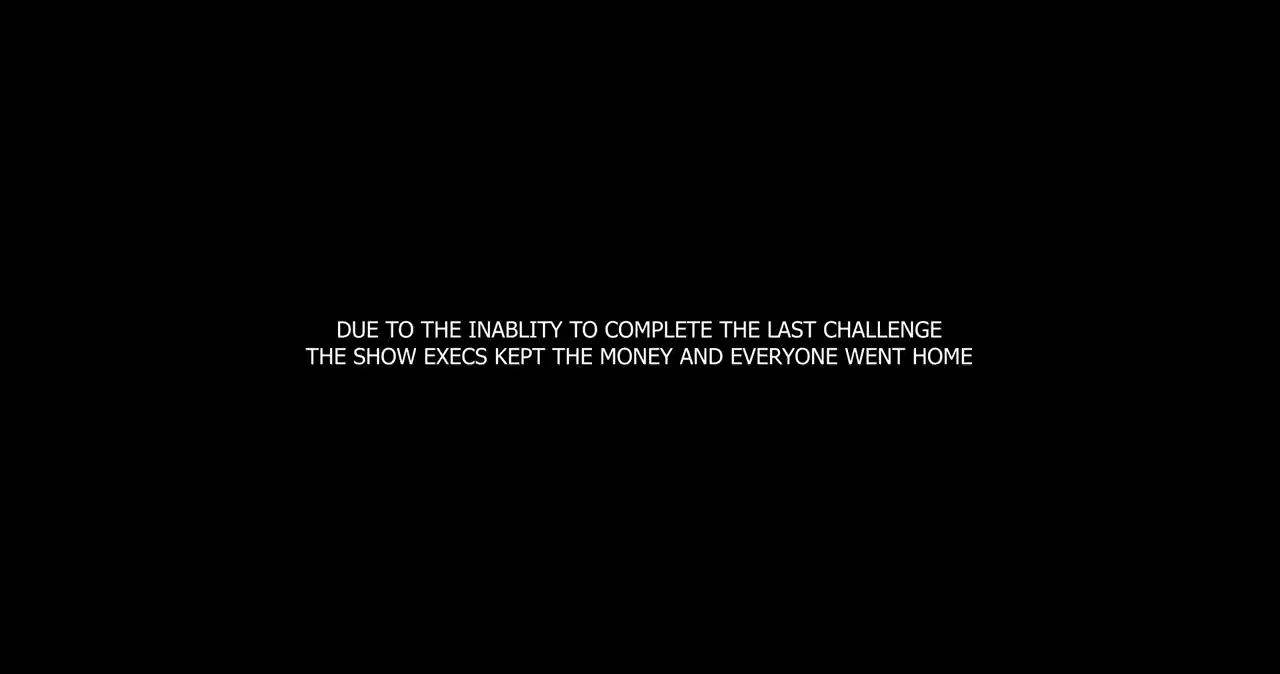 DUE TO THE INABLITY TO COMPLETE THE LAST CHALLENGE
THE SHOW EXECS KEPT THE MONEY AND EVERYONE WENT HOME